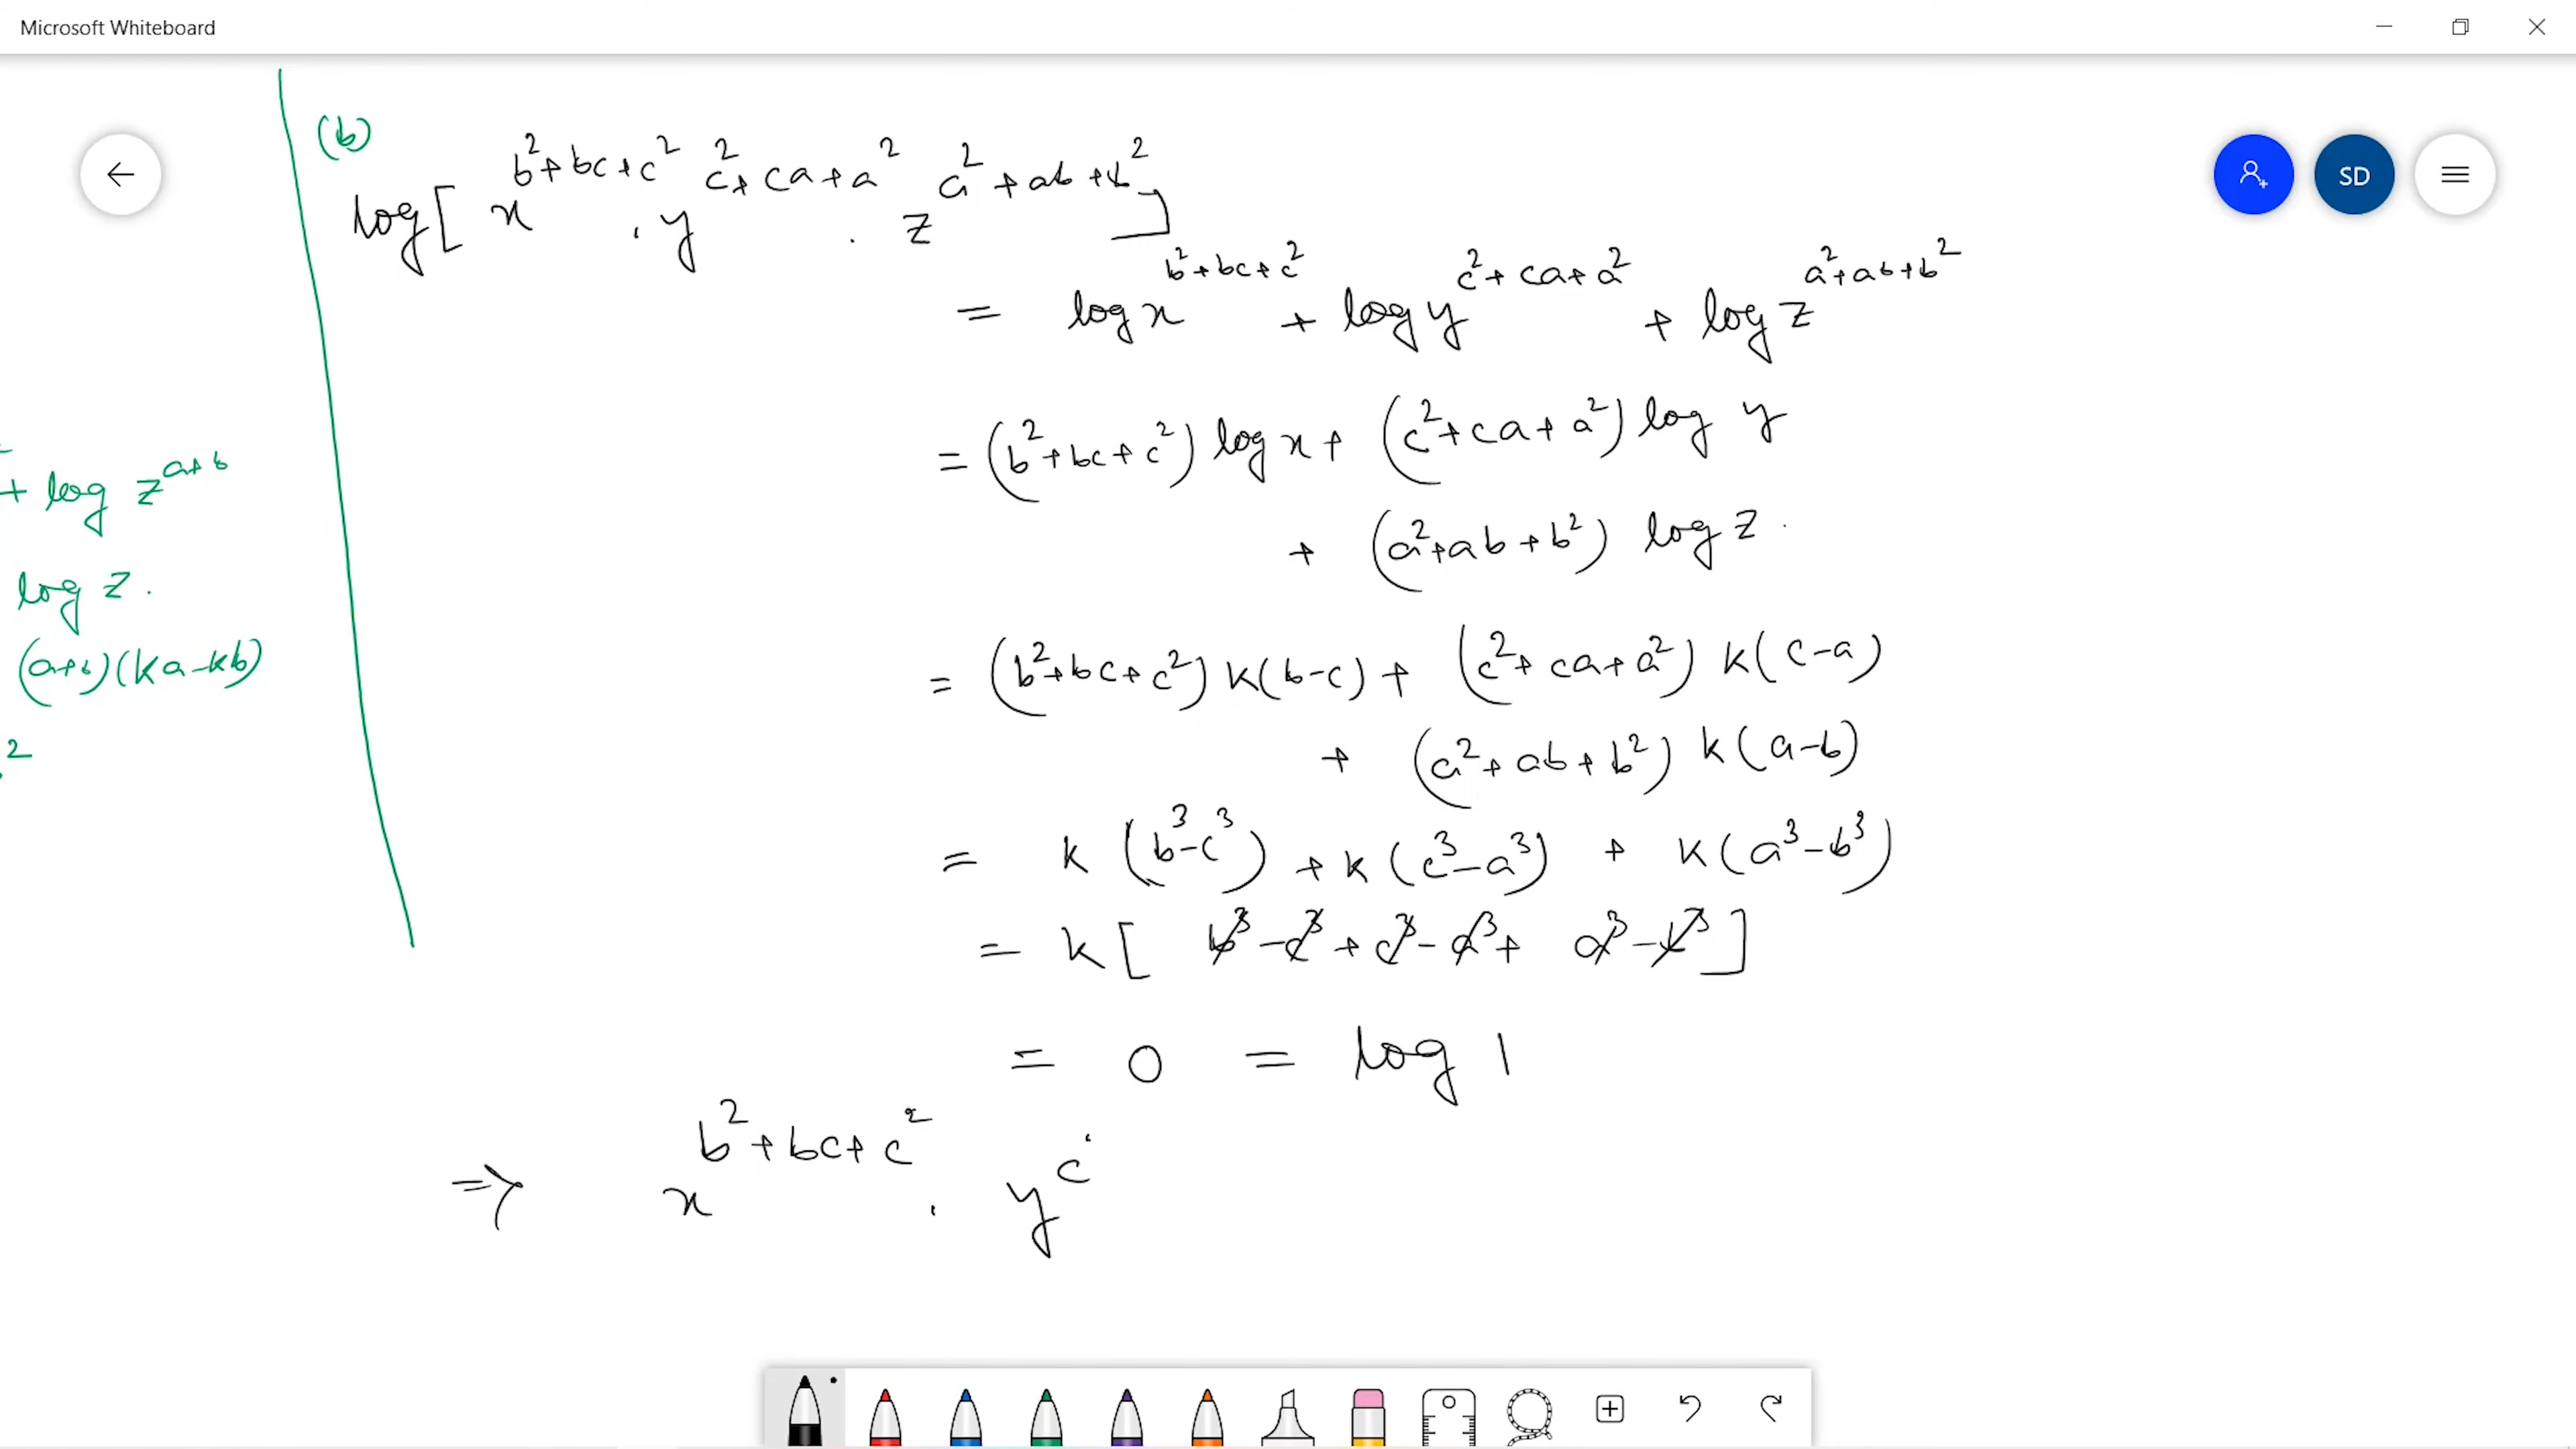 Microsoft Whiteboard
SD
+ log z^{a+b}
log z.
(a+b)(ka-kb)
2
(b)
log[ x^{b²+bc+c²} . y^{c²+ca+a²} . z^{a²+ab+b²} ]
= log x^{b²+bc+c²} + log y^{c²+ca+a²} + log z^{a²+ab+b²}
= (b²+bc+c²) log x + (c²+ca+a²) log y
+ (a²+ab+b²) log z.
= (b²+bc+c²) k(b-c) + (c²+ca+a²) k(c-a)
+ (a²+ab+b²) k(a-b)
= k (b³-c³) + k (c³-a³) + k(a³-b³)
= k [ b³-c³+c³-a³+ a³-b³ ]
= 0 = log 1
⇒ x^{b²+bc+c²} . y^{c}